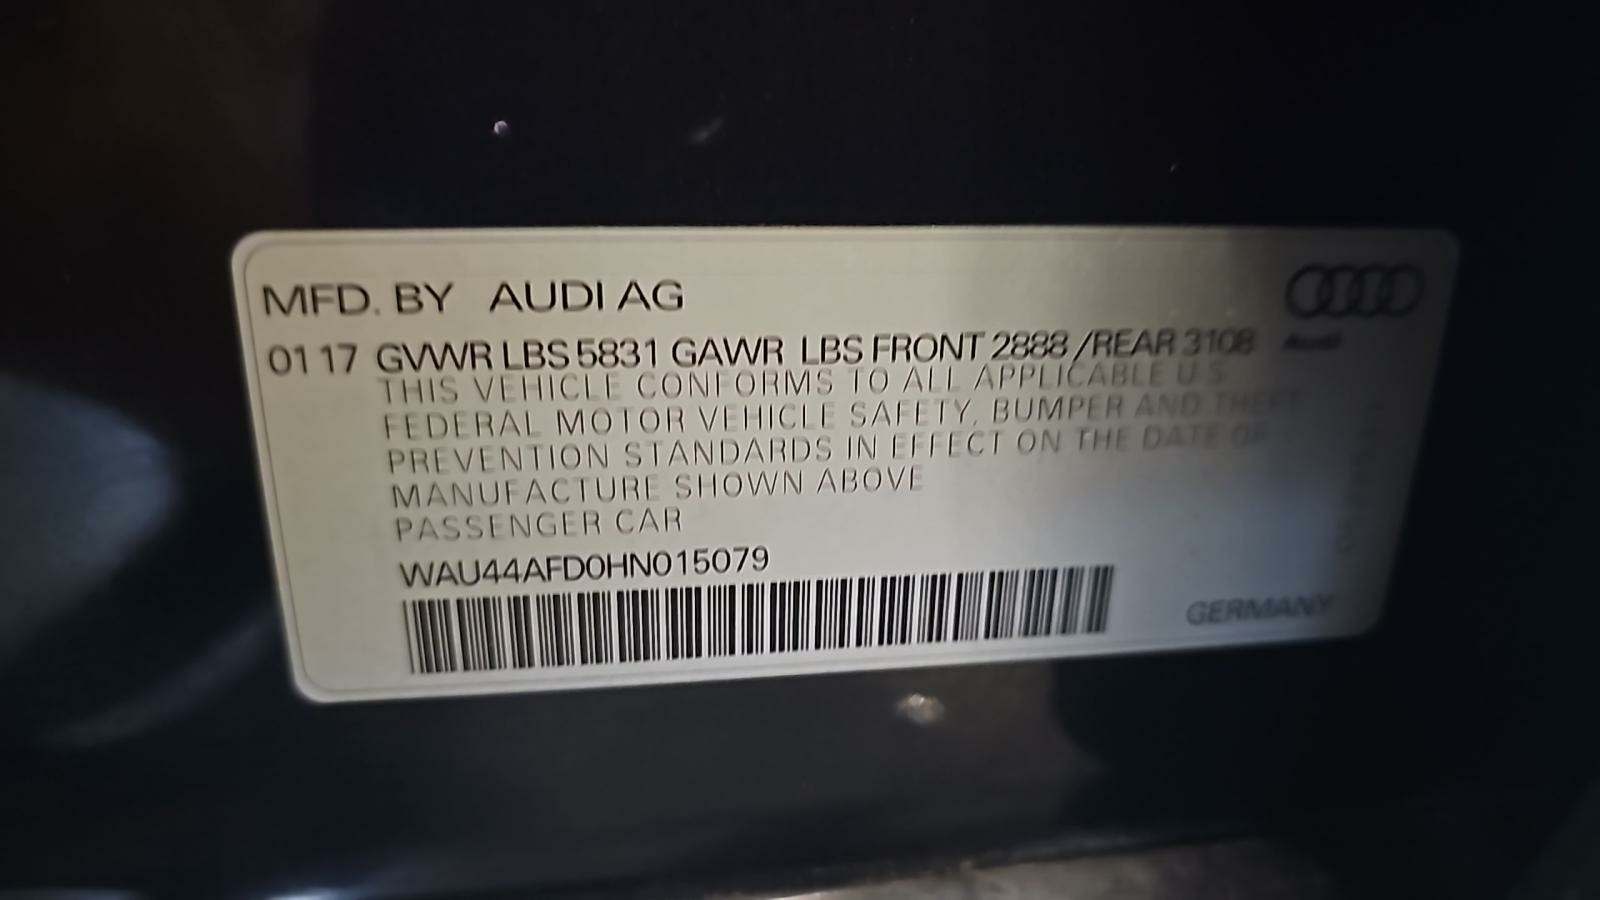 MFD. BY AUDI AG
01 17 GVWR LBS 5831 GAWR LBS FRONT 2888 /REAR 3108
Audi
THIS VEHICLE CONFORMS TO ALL APPLICABLE U.S.
FEDERAL MOTOR VEHICLE SAFETY, BUMPER AND THEFT
PREVENTION STANDARDS IN EFFECT ON THE DATE OF
MANUFACTURE SHOWN ABOVE
PASSENGER CAR
WAU44AFD0HN015079
GERMANY